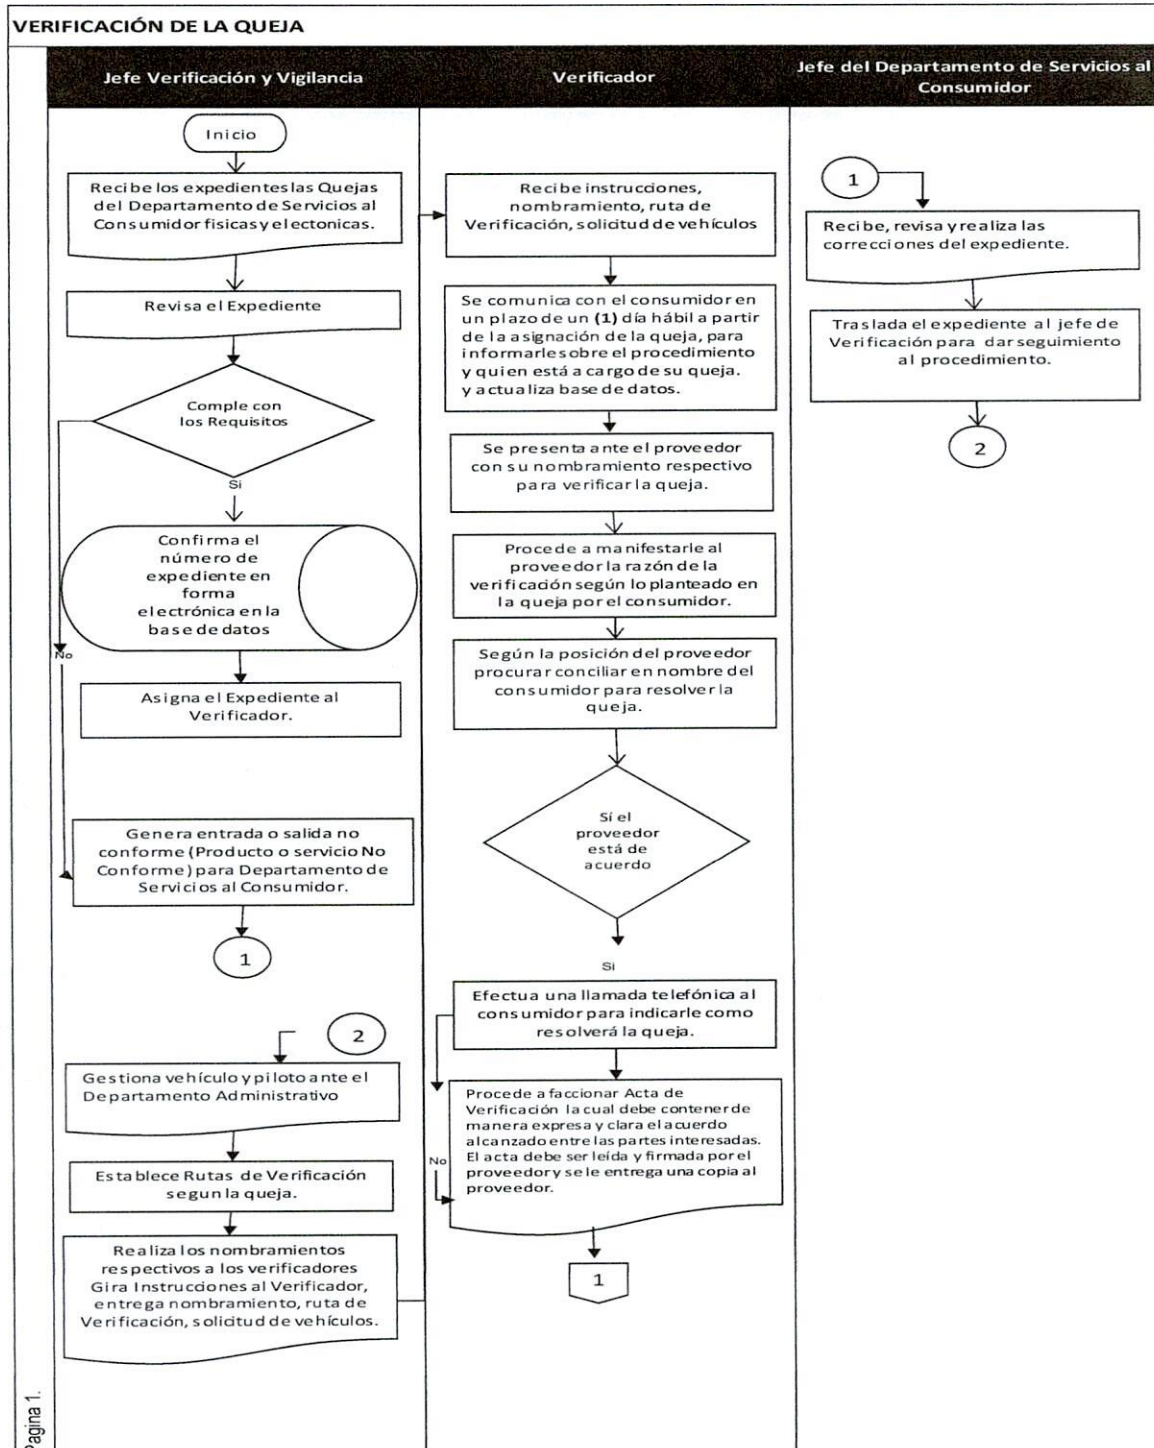 VERIFICACIÓN DE LA QUEJA
Jefe Verificación y Vigilancia
Inicio
Recibe los expedientes las Quejas
del Departamento de Servicios al
Consumidor fisicas y electonicas.
Revisa el Expediente
Comple con
los Requisitos
Si
Confirma el
número de
expediente en
forma
electrónica en la
base de datos
No
Asigna el Expediente al
Verificador.
Genera entrada o salida no
conforme (Producto o servicio No
Conforme) para Departamento de
Servicios al Consumidor.
1
2
Gestiona vehículo y piloto ante el
Departamento Administrativo
Establece Rutas de Verificación
segun la queja.
Realiza los nombramientos
respectivos a los verificadores
Gira Instrucciones al Verificador,
entrega nombramiento, ruta de
Verificación, solicitud de vehículos.
Verificador
Recibe instrucciones,
nombramiento, ruta de
Verificación, solicitud de vehículos
Se comunica con el consumidor en
un plazo de un (1) día hábil a partir
de la asignación de la queja, para
informarle sobre el procedimiento
y quien está a cargo de su queja.
y actualiza base de datos.
Se presenta ante el proveedor
con su nombramiento respectivo
para verificar la queja.
Procede a manifestarle al
proveedor la razón de la
verificación según lo planteado en
la queja por el consumidor.
Según la posición del proveedor
procurar conciliar en nombre del
consumidor para resolver la
queja.
Sí el
proveedor
está de
acuerdo
Si
Efectua una llamada telefónica al
consumidor para indicarle como
resolverá la queja.
No
Procede a faccionar Acta de
Verificación la cual debe contener de
manera expresa y clara el acuerdo
alcanzado entre las partes interesadas.
El acta debe ser leída y firmada por el
proveedor y se le entrega una copia al
proveedor.
1
Jefe del Departamento de Servicios al
Consumidor
1
Recibe, revisa y realiza las
correcciones del expediente.
Traslada el expediente al jefe de
Verificación para dar seguimiento
al procedimiento.
2
Pagina 1.